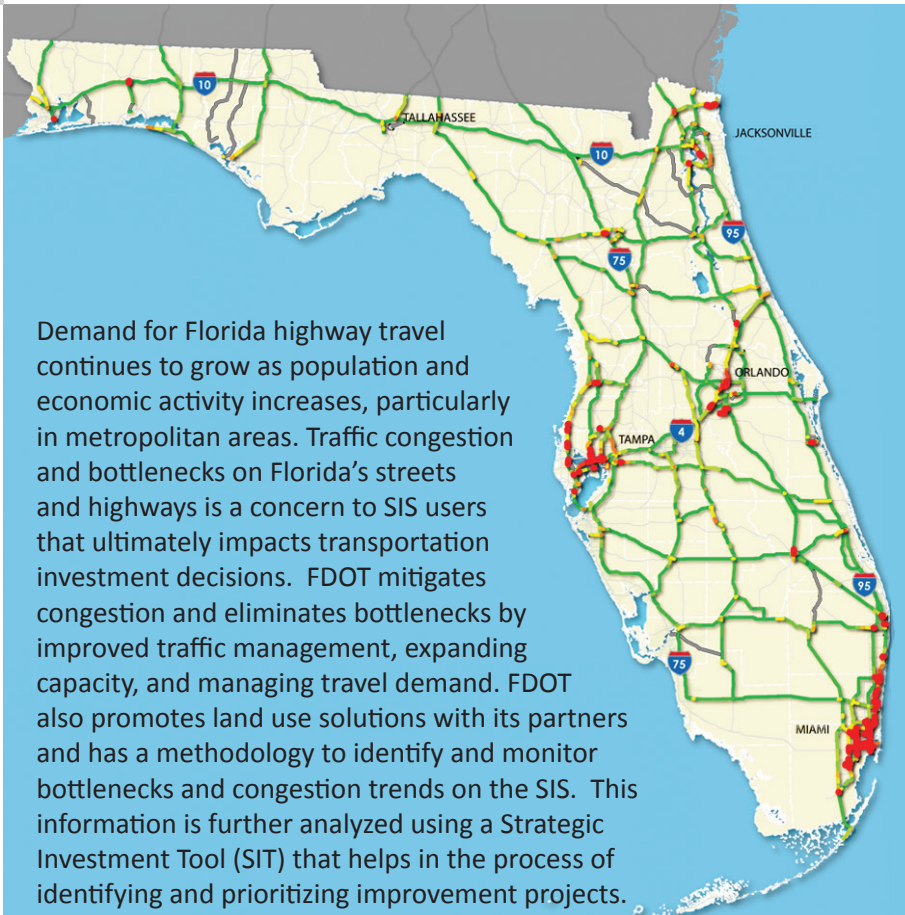 10
TALLAHASSEE
JACKSONVILLE
10
95
75
ORLANDO
4
TAMPA
95
75
MIAMI
Demand for Florida highway travel
continues to grow as population and
economic activity increases, particularly
in metropolitan areas. Traffic congestion
and bottlenecks on Florida's streets
and highways is a concern to SIS users
that ultimately impacts transportation
investment decisions.  FDOT mitigates
congestion and eliminates bottlenecks by
improved traffic management, expanding
capacity, and managing travel demand. FDOT
also promotes land use solutions with its partners
and has a methodology to identify and monitor
bottlenecks and congestion trends on the SIS.  This
information is further analyzed using a Strategic
Investment Tool (SIT) that helps in the process of
identifying and prioritizing improvement projects.